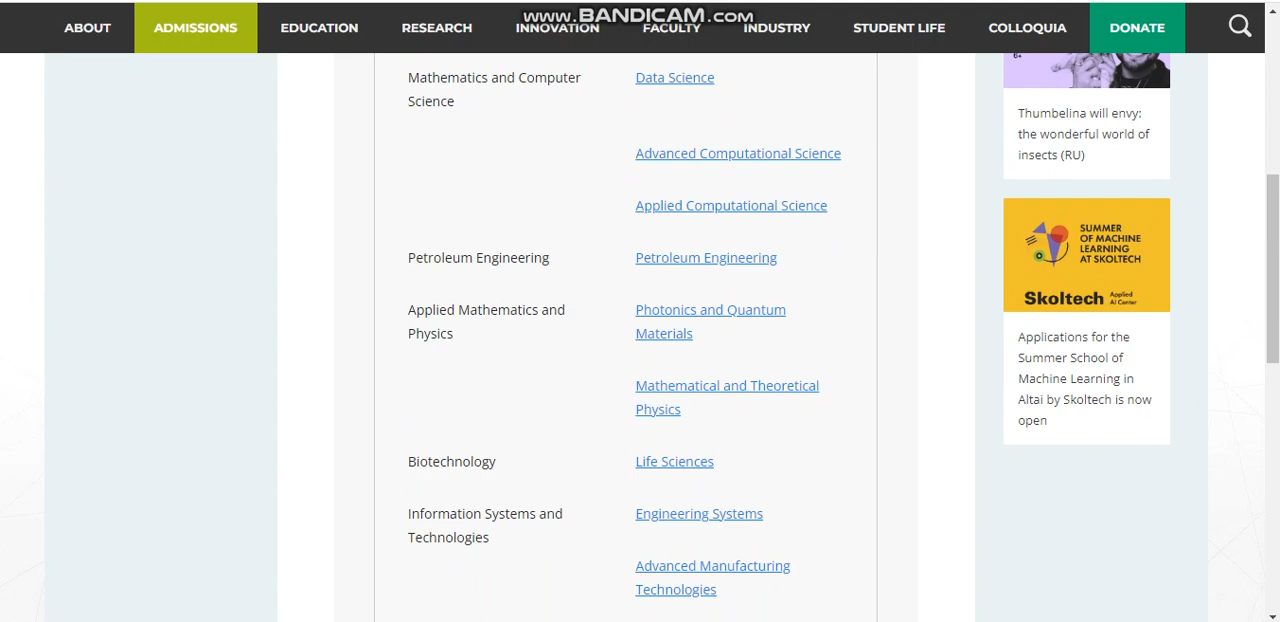 www.BANDICAM.com
ABOUT
ADMISSIONS
EDUCATION
RESEARCH
INNOVATION
FACULTY
INDUSTRY
STUDENT LIFE
COLLOQUIA
DONATE
Mathematics and Computer
Science
Data Science
Advanced Computational Science
Applied Computational Science
Petroleum Engineering
Petroleum Engineering
Applied Mathematics and
Physics
Photonics and Quantum
Materials
Mathematical and Theoretical
Physics
Biotechnology
Life Sciences
Information Systems and
Technologies
Engineering Systems
Advanced Manufacturing
Technologies
6+
Thumbelina will envy:
the wonderful world of
insects (RU)
SUMMER
OF MACHINE
LEARNING
AT SKOLTECH
Skoltech
Applied
AI Center
Applications for the
Summer School of
Machine Learning in
Altai by Skoltech is now
open